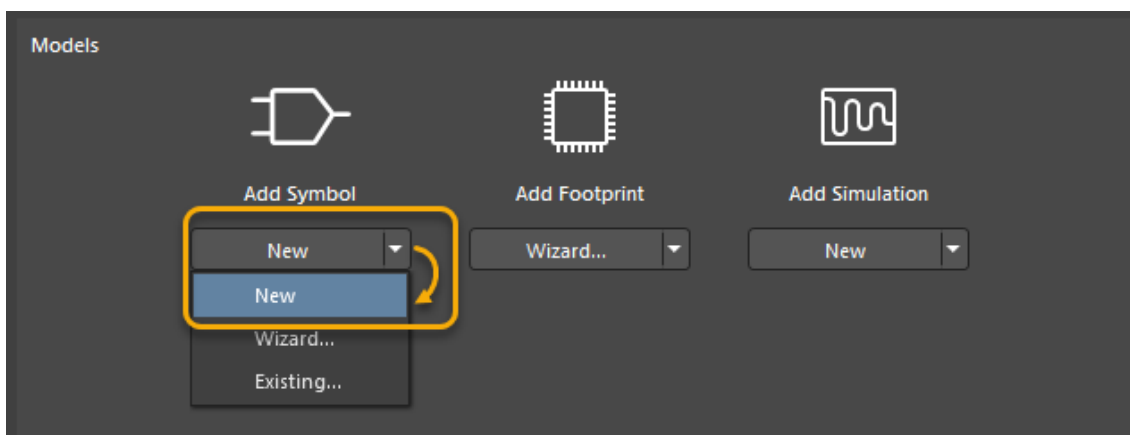 Models
Add Symbol
Add Footprint
Add Simulation
New
Wizard...
New
New
Wizard...
Existing...